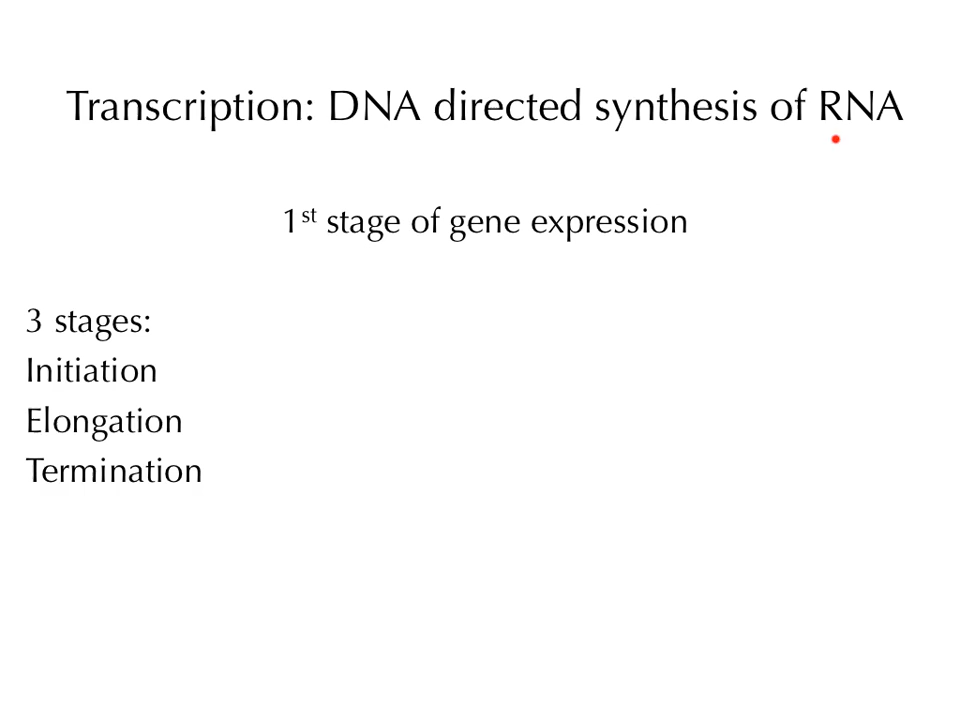 Transcription: DNA directed synthesis of RNA
1st stage of gene expression
3 stages:
Initiation
Elongation
Termination